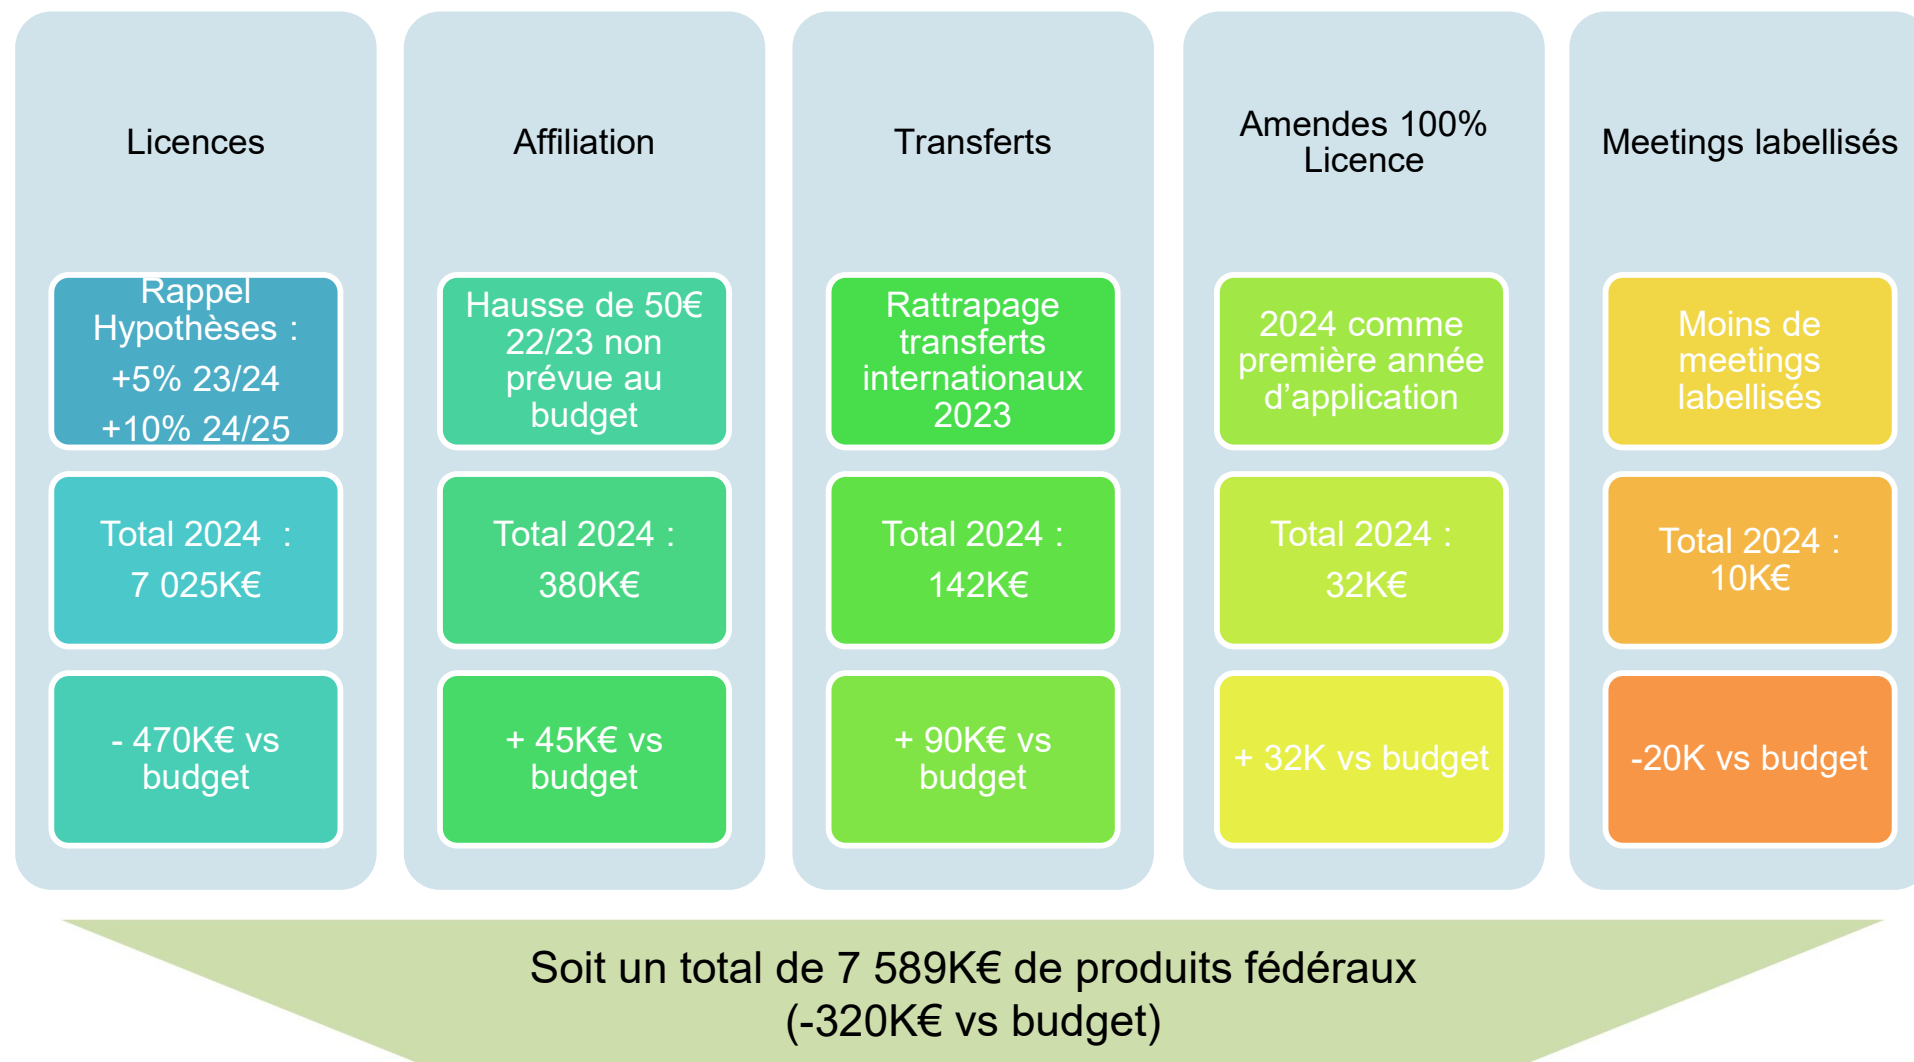 Licences
Rappel
Hypothèses :
+5% 23/24
+10% 24/25
Total 2024  :
7 025K€
- 470K€ vs
budget
Affiliation
Hausse de 50€
22/23 non
prévue au
budget
Total 2024 :
380K€
+ 45K€ vs
budget
Transferts
Rattrapage
transferts
internationaux
2023
Total 2024 :
142K€
+ 90K€ vs
budget
Amendes 100%
Licence
2024 comme
première année
d’application
Total 2024 :
32K€
+ 32K vs budget
Meetings labellisés
Moins de
meetings
labellisés
Total 2024 :
10K€
-20K vs budget
Soit un total de 7 589K€ de produits fédéraux
(-320K€ vs budget)